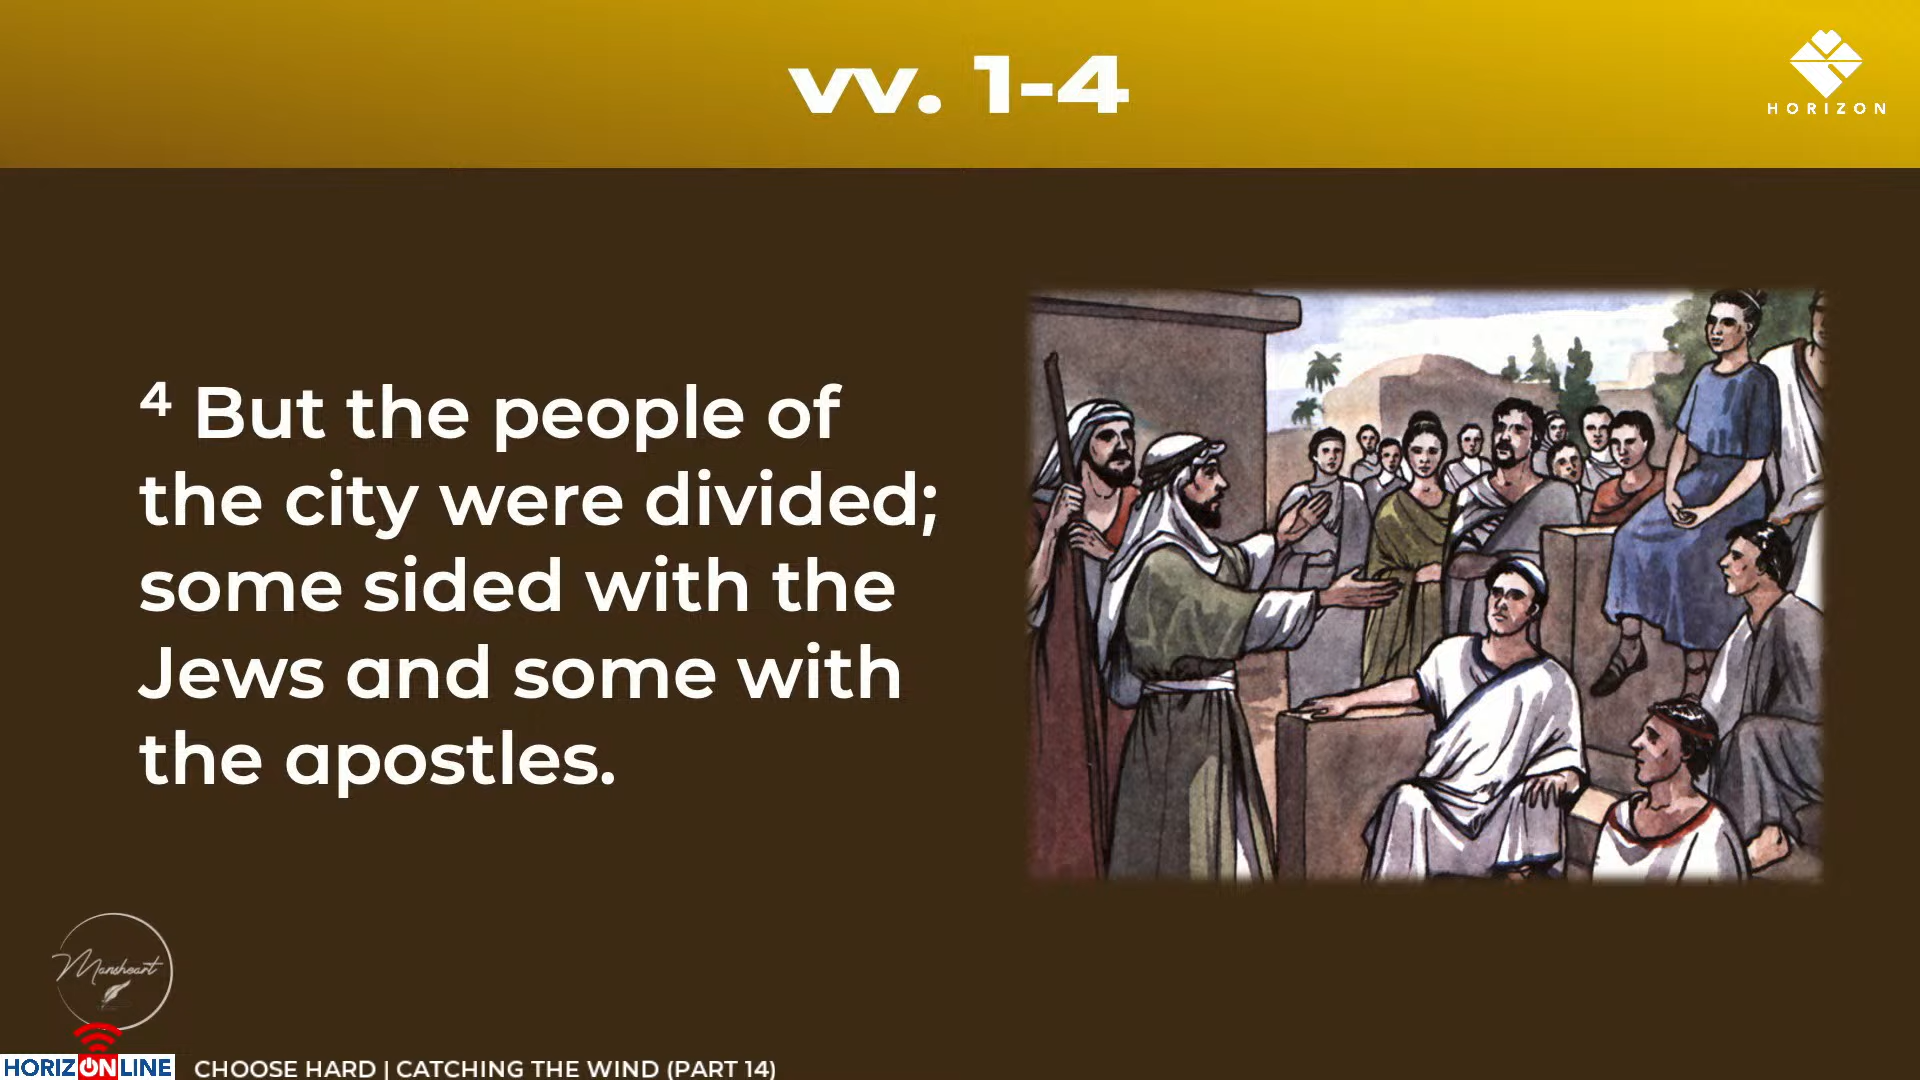 vv. 1-4
HORIZON
⁴ But the people of
the city were divided;
some sided with the
Jews and some with
the apostles.
Mansheart
HORIZONLINE
CHOOSE HARD | CATCHING THE WIND (PART 14)